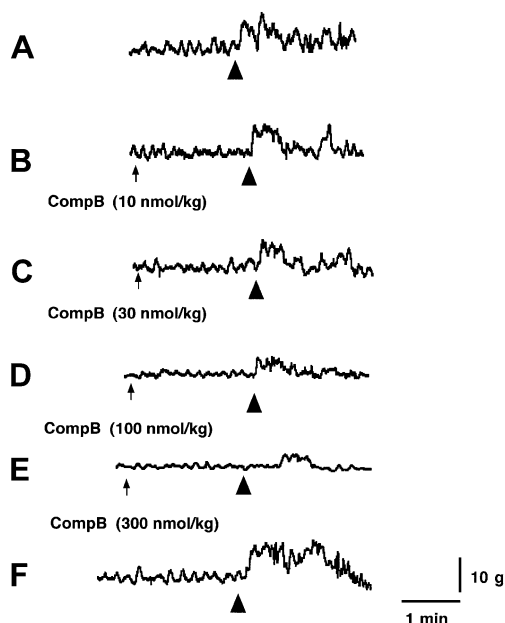 A
B
CompB (10 nmol/kg)
C
CompB (30 nmol/kg)
D
CompB (100 nmol/kg)
E
CompB (300 nmol/kg)
F
10 g
1 min